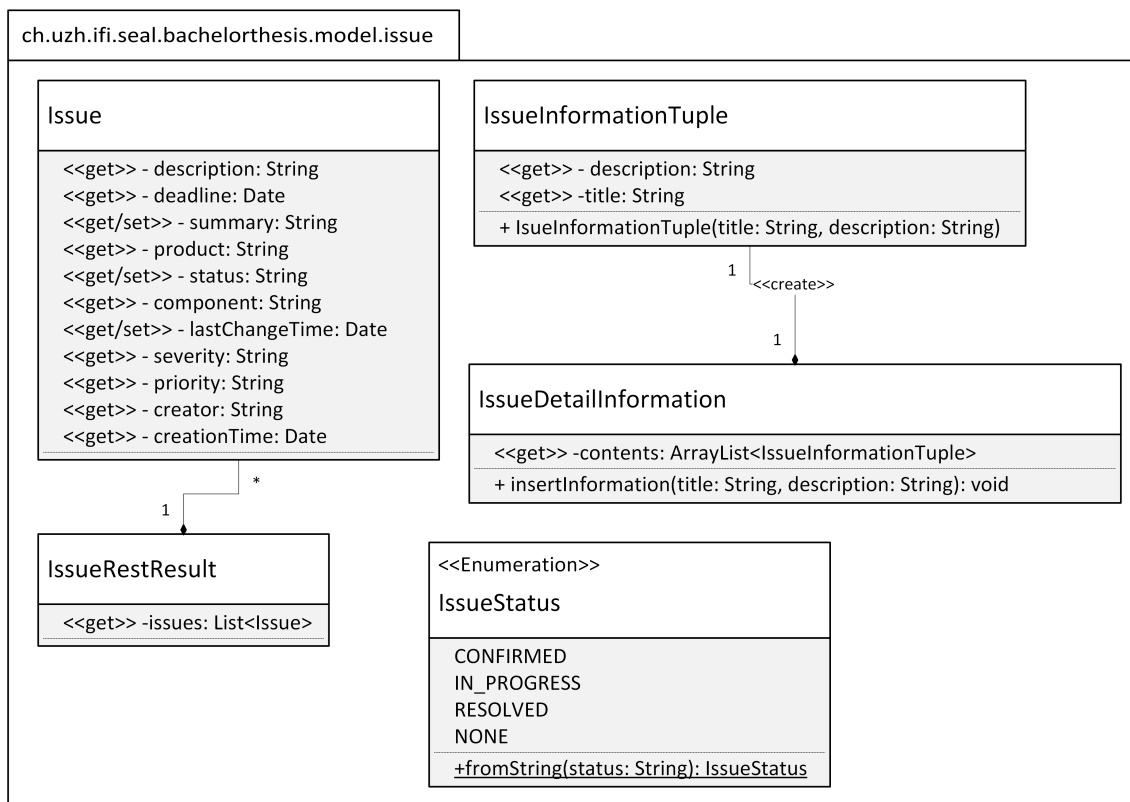 ch.uzh.ifi.seal.bachelorthesis.model.issue
Issue
<<get>> - description: String
<<get>> - deadline: Date
<<get/set>> - summary: String
<<get>> - product: String
<<get/set>> - status: String
<<get>> - component: String
<<get/set>> - lastChangeTime: Date
<<get>> - severity: String
<<get>> - priority: String
<<get>> - creator: String
<<get>> - creationTime: Date
*
1
IssueRestResult
<<get>> -issues: List<Issue>
IssueInformationTuple
<<get>> - description: String
<<get>> -title: String
+ IsueInformationTuple(title: String, description: String)
1
<<create>>
1
IssueDetailInformation
<<get>> -contents: ArrayList<IssueInformationTuple>
+ insertInformation(title: String, description: String): void
<<Enumeration>>
IssueStatus
CONFIRMED
IN_PROGRESS
RESOLVED
NONE
+fromString(status: String): IssueStatus